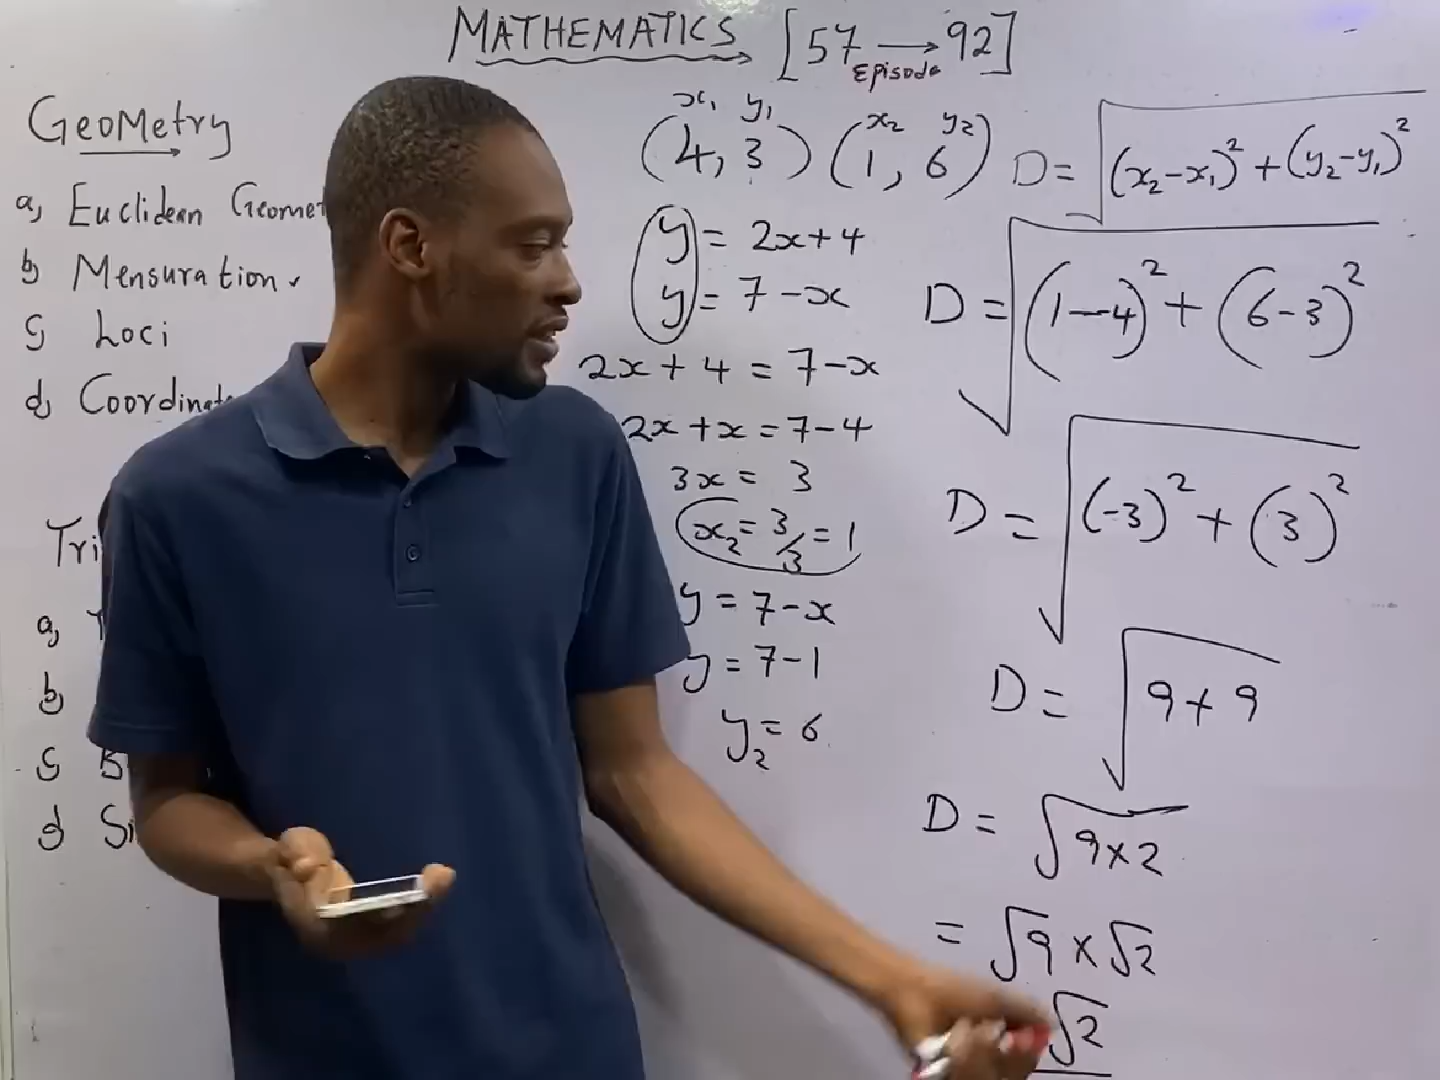 MATHEMATICS [57 → 92]
Episode
Geometry
a, Euclidean Geomet
b, Mensuration
c, Loci
d, Coordinat
Tri
a,
b
c B
d Si
x₁ y₁ x₂ y₂
(4, 3) (1, 6)
y = 2x+4
y = 7-x
2x + 4 = 7-x
2x + x = 7-4
3x = 3
x₂ = 3/3 = 1
y = 7-x
y = 7-1
y₂ = 6
D = √(x₂-x₁)² + (y₂-y₁)²
D = √(1-4)² + (6-3)²
D = √(-3)² + (3)²
D = √9+9
D = √9×2
= √9 × √2
√2